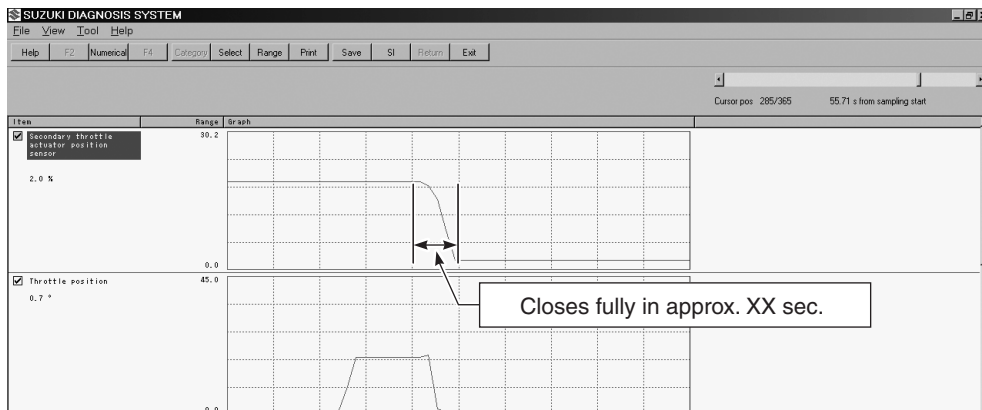 SUZUKI DIAGNOSIS SYSTEM
File View Tool Help
Help F2 Numerical F4 Category Select Range Print Save SI Return Exit
Cursor pos 285/365 55.71 s from sampling start
Item Range Graph
Secondary throttle 30.2
actuator position
sensor
2.0 %
0.0
Throttle position 45.0
0.7 °
Closes fully in approx. XX sec.
0.0